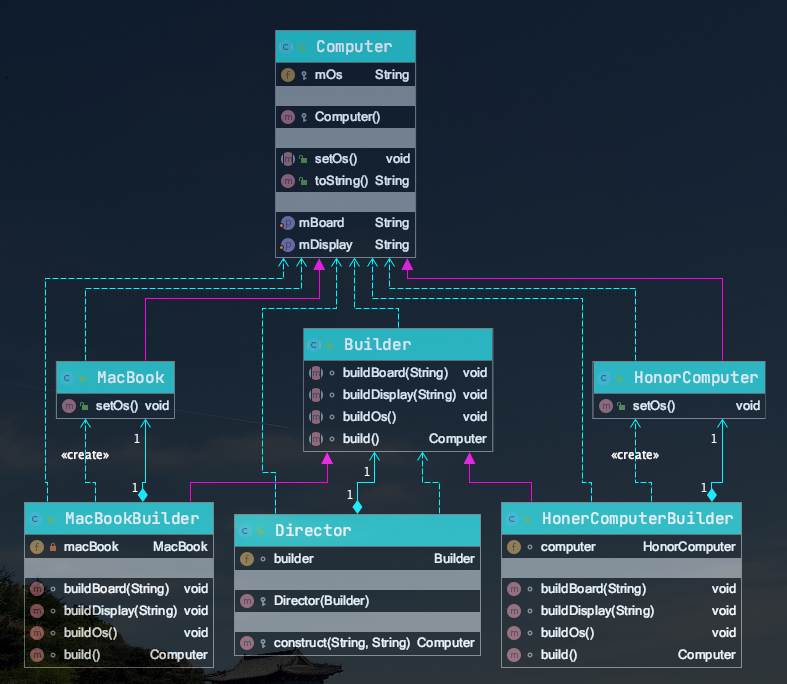 Computer
mOs String
Computer()
setOs() void
toString() String
mBoard String
mDisplay String
Builder
buildBoard(String) void
buildDisplay(String) void
buildOs() void
build() Computer
MacBook
setOs() void
HonorComputer
setOs() void
1
«create»
1
1
1
1
«create»
1
MacBookBuilder
macBook MacBook
buildBoard(String) void
buildDisplay(String) void
buildOs() void
build() Computer
Director
builder Builder
Director(Builder)
construct(String, String) Computer
HonerComputerBuilder
computer HonorComputer
buildBoard(String) void
buildDisplay(String) void
buildOs() void
build() Computer